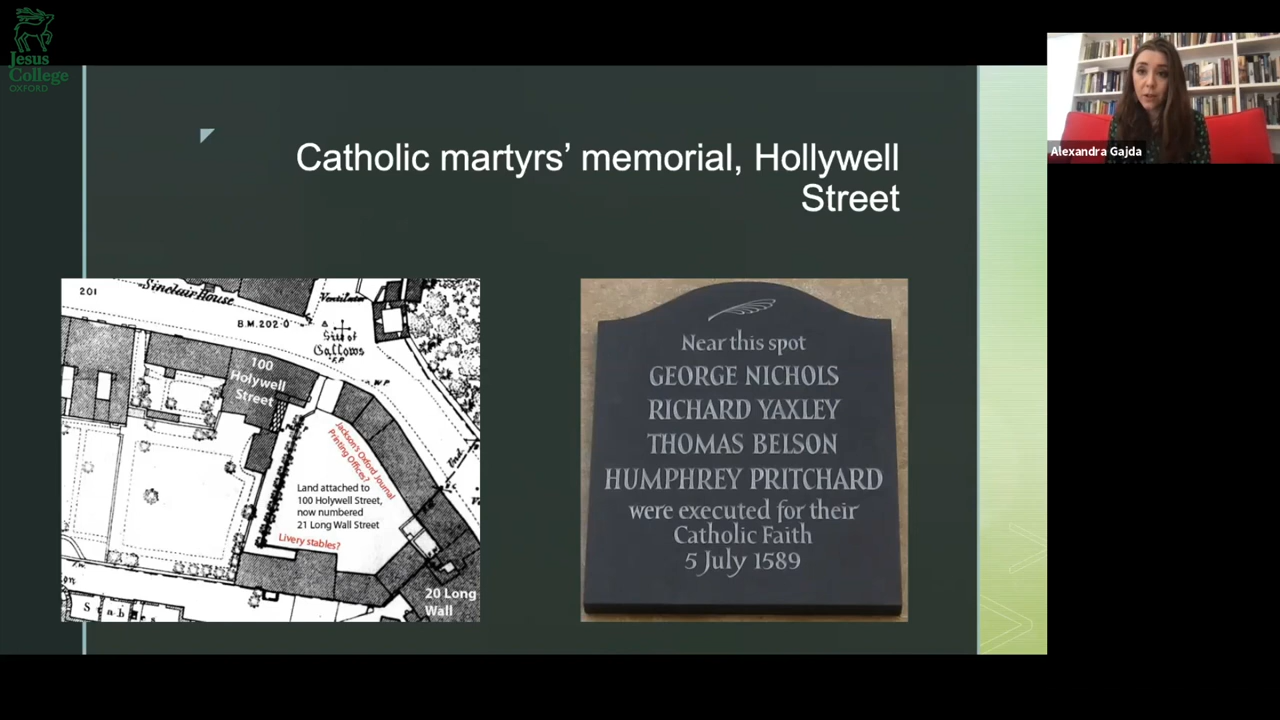 Jesus
College
OXFORD
Catholic martyrs’ memorial, Hollywell
Street
201
Sinclair House
Ventilator
B.M.202·0
Site of
Gallows
F.P
W.P
100
Holywell
Street
Jackson's Oxford Journal
Printing Offices?
Land attached to
100 Holywell Street,
now numbered
21 Long Wall Street
Livery stables?
20 Long
Wall
Near this spot
GEORGE NICHOLS
RICHARD YAXLEY
THOMAS BELSON
HUMPHREY PRITCHARD
were executed for their
Catholic Faith
5 July 1589
Alexandra Gajda